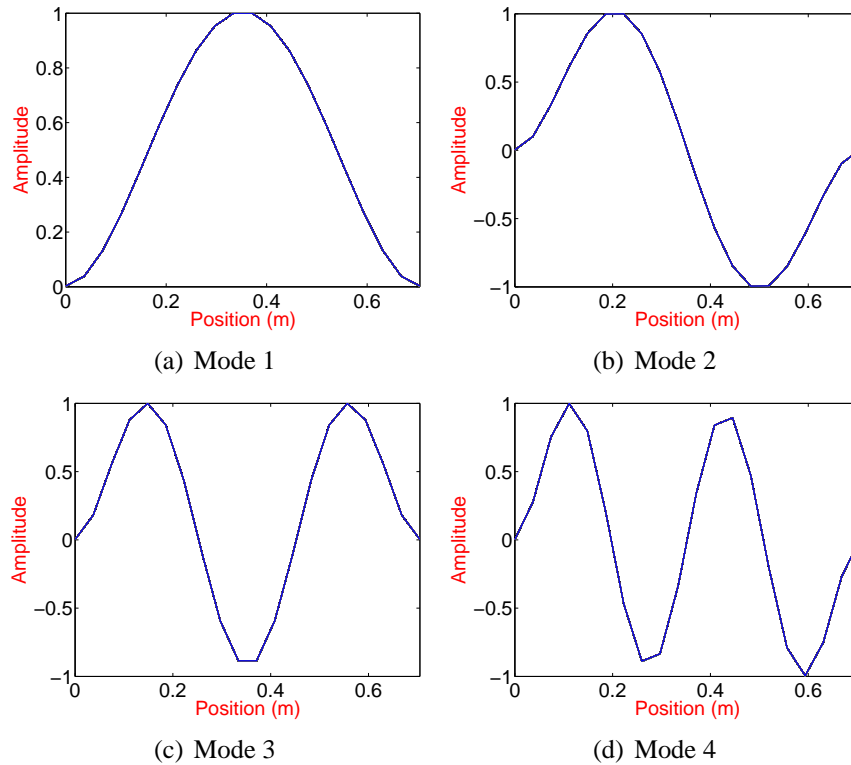 1
0.8
0.6
0.4
0.2
0
0 0.2 0.4 0.6
Amplitude
Position (m)
(a) Mode 1
1
0.5
0
−0.5
−1
0 0.2 0.4 0.6
Amplitude
Position (m)
(b) Mode 2
1
0.5
0
−0.5
−1
0 0.2 0.4 0.6
Amplitude
Position (m)
(c) Mode 3
1
0.5
0
−0.5
−1
0 0.2 0.4 0.6
Amplitude
Position (m)
(d) Mode 4